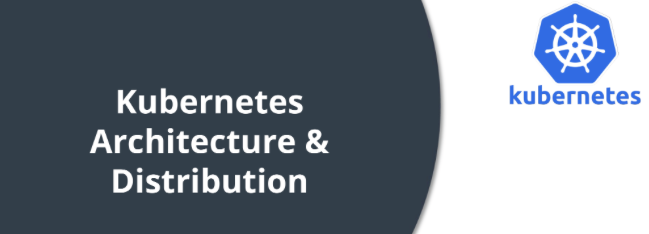 Kubernetes
Architecture &
Distribution
kubernetes